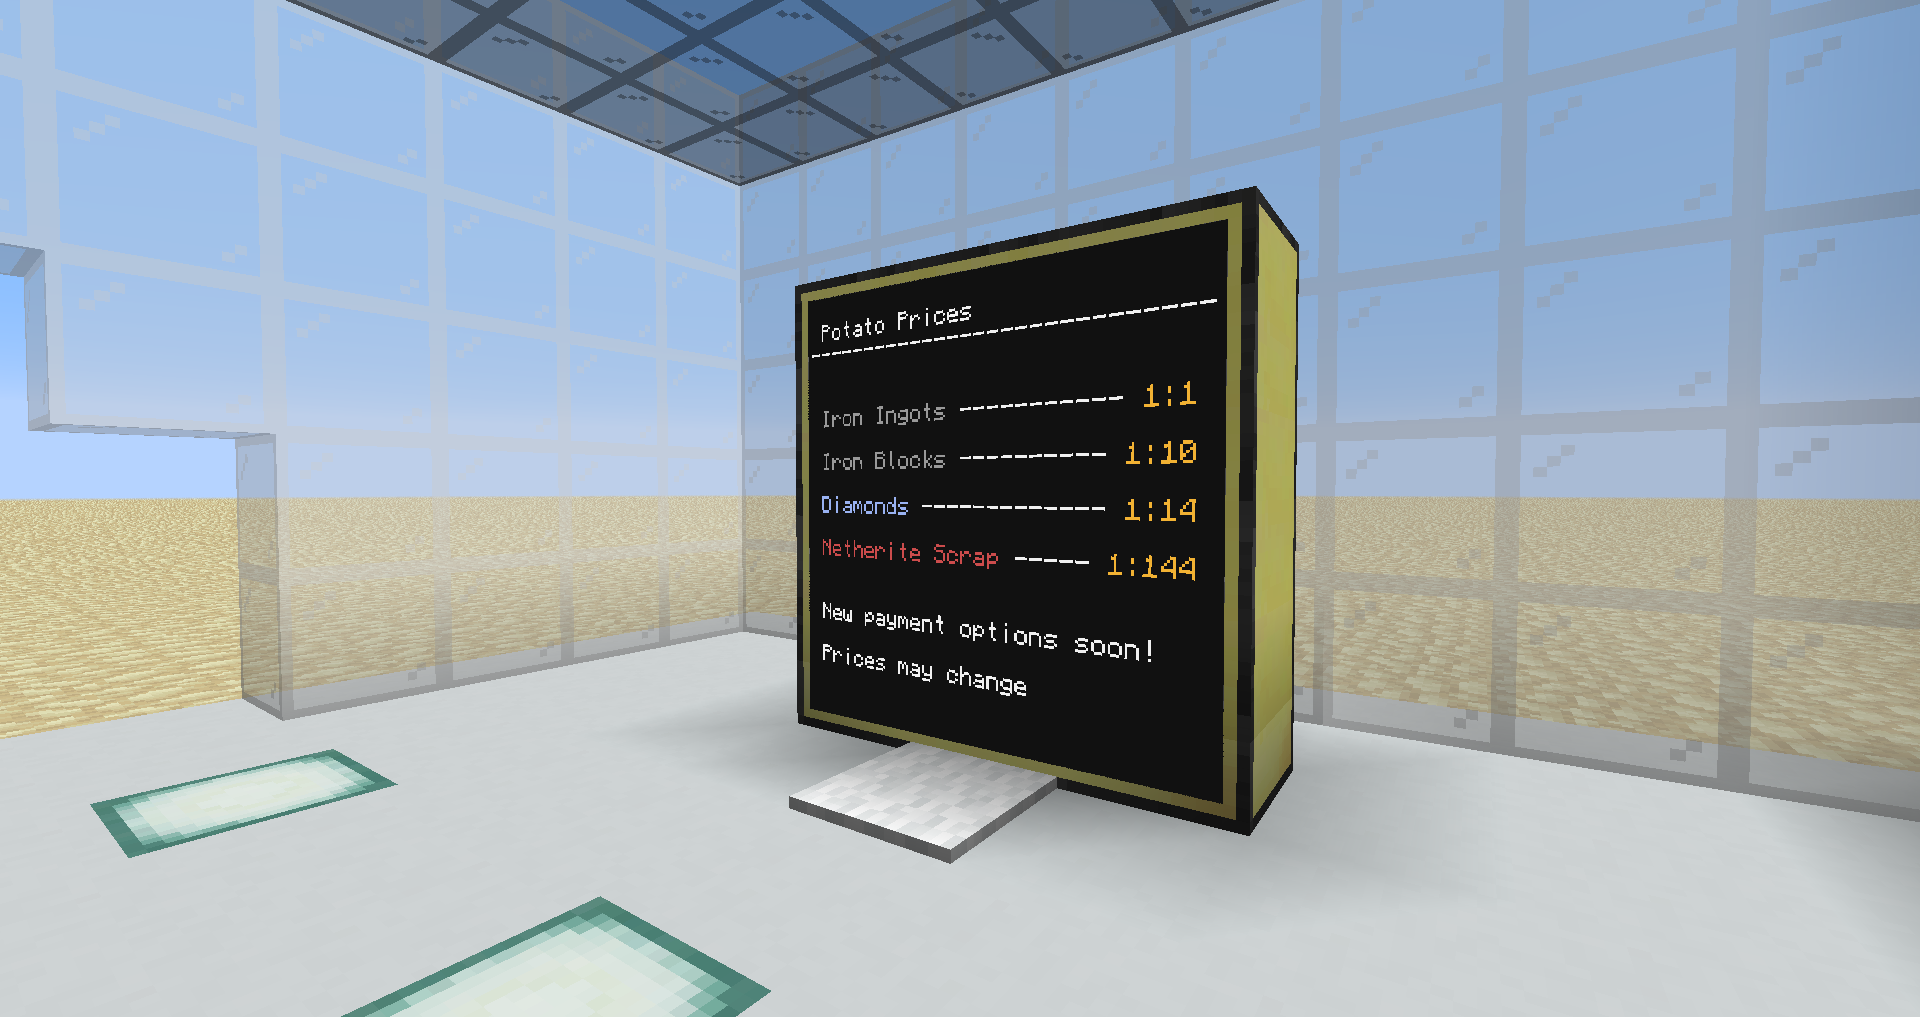 Potato Prices
Iron Ingots 1:1
Iron Blocks 1:10
Diamonds 1:14
Netherite Scrap 1:144
New payment options soon!
Prices may change